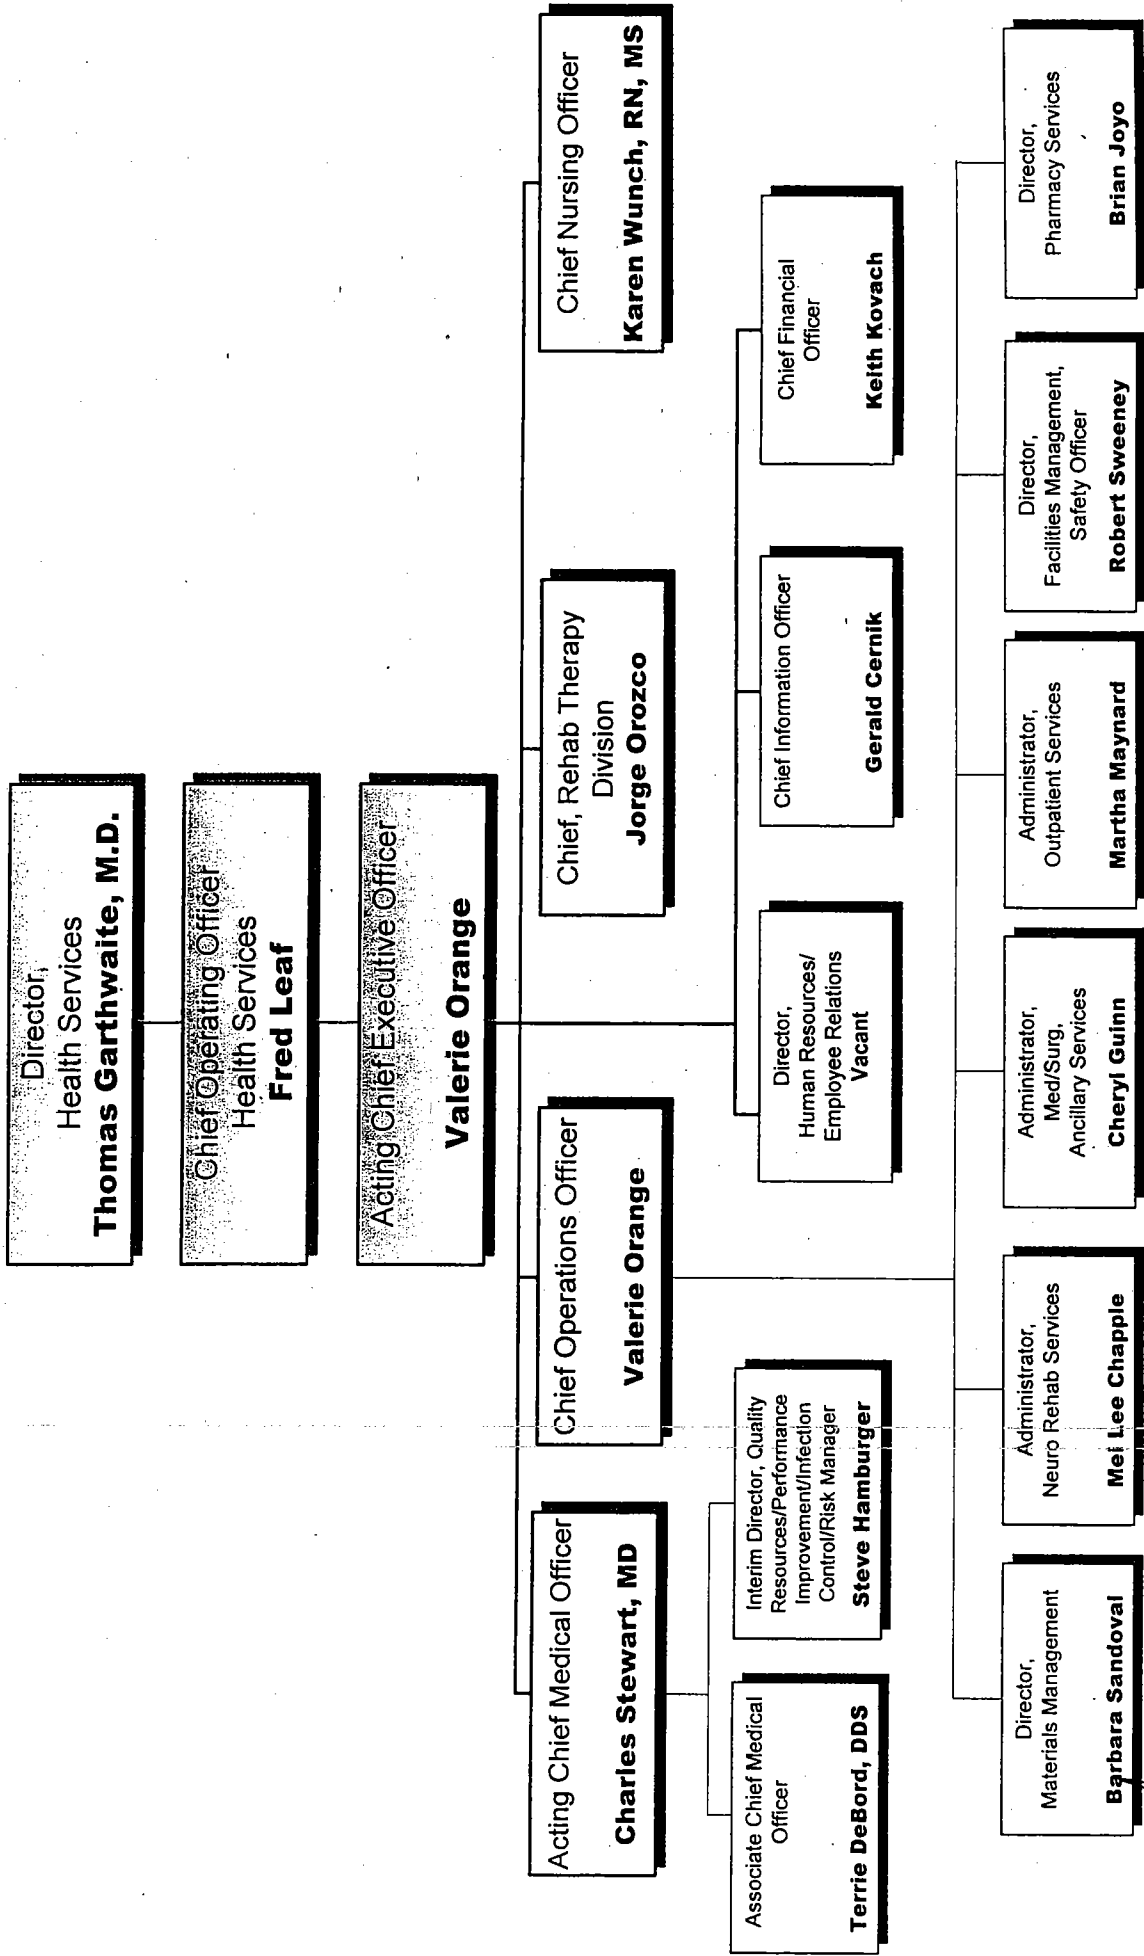 Director,
Health Services
Thomas Garthwaite, M.D.
Chief Operating Officer
Health Services
Fred Leaf
Acting Chief Executive Officer
Valerie Orange
Acting Chief Medical Officer
Charles Stewart, MD
Chief Operations Officer
Valerie Orange
Chief, Rehab Therapy
Division
Jorge Orozco
Chief Nursing Officer
Karen Wunch, RN, MS
Associate Chief Medical
Officer
Terrie DeBord, DDS
Interim Director, Quality
Resources/Performance
Improvement/Infection
Control/Risk Manager
Steve Hamburger
Director,
Human Resources/
Employee Relations
Vacant
Chief Information Officer
Gerald Cernik
Chief Financial
Officer
Keith Kovach
Director,
Materials Management
Barbara Sandoval
Administrator,
Neuro Rehab Services
Mei Lee Chapple
Administrator,
Med/Surg,
Ancillary Services
Cheryl Guinn
Administrator,
Outpatient Services
Martha Maynard
Director,
Facilities Management,
Safety Officer
Robert Sweeney
Director,
Pharmacy Services
Brian Joyo